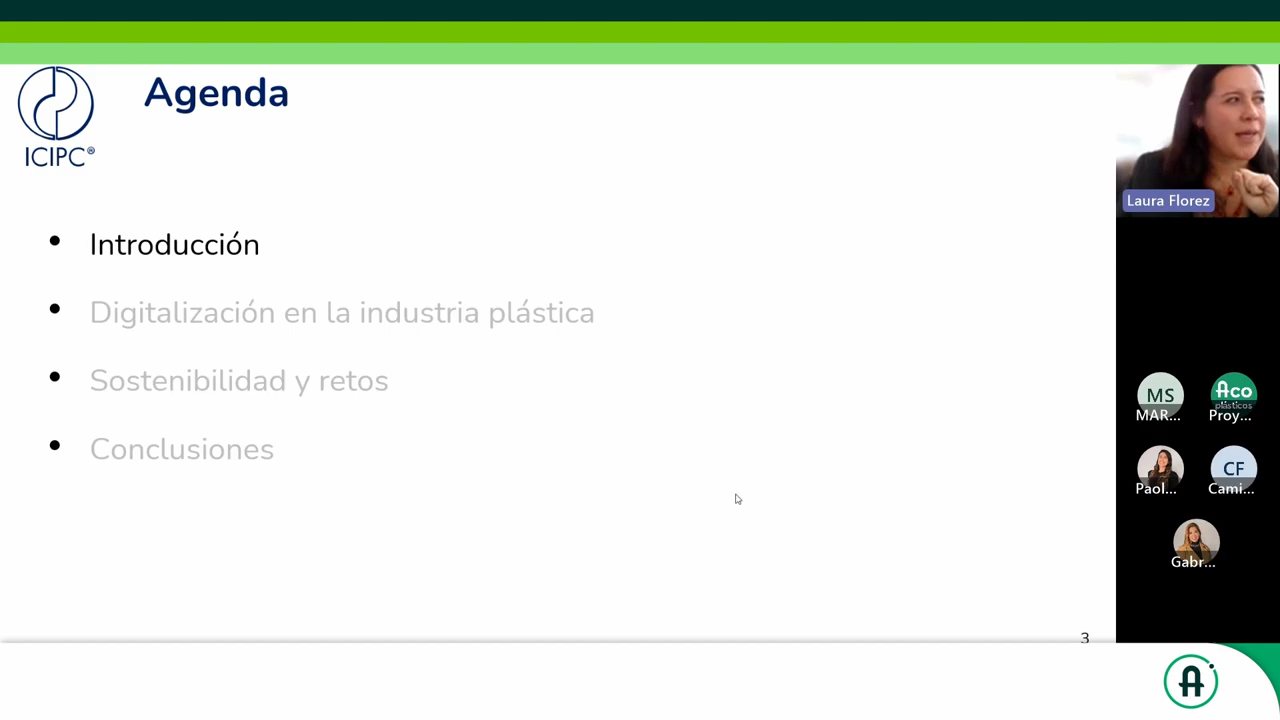 Agenda
ICIPC®
Laura Florez
• Introducción
• Digitalización en la industria plástica
• Sostenibilidad y retos
• Conclusiones
MS
MAR...
Aco
plásticos
Proy...
Paol...
CF
Cami...
Gabr...
3
A